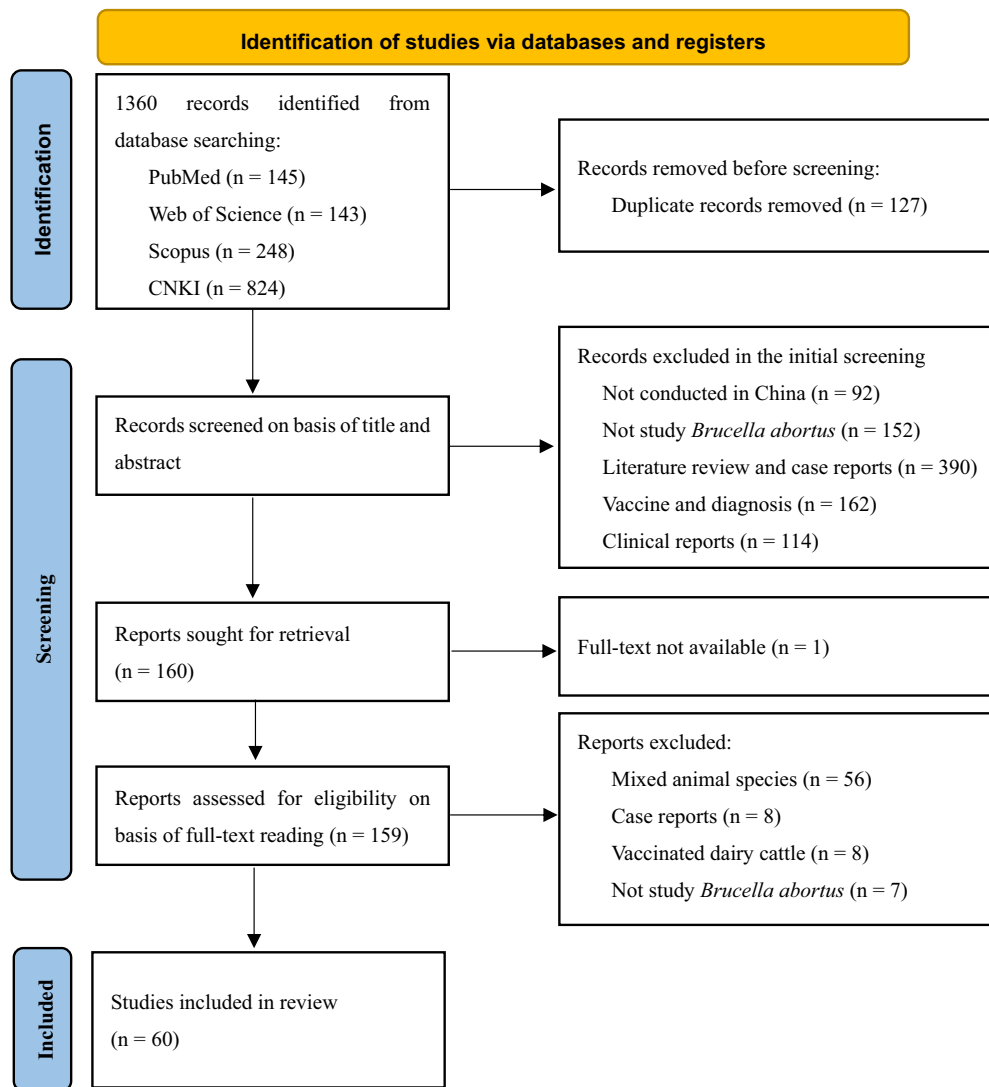 Identification of studies via databases and registers
Identification
1360 records identified from
database searching:
PubMed (n = 145)
Web of Science (n = 143)
Scopus (n = 248)
CNKI (n = 824)
Records removed before screening:
Duplicate records removed (n = 127)
Screening
Records screened on basis of title and
abstract
Records excluded in the initial screening
Not conducted in China (n = 92)
Not study Brucella abortus (n = 152)
Literature review and case reports (n = 390)
Vaccine and diagnosis (n = 162)
Clinical reports (n = 114)
Reports sought for retrieval
(n = 160)
Full-text not available (n = 1)
Reports assessed for eligibility on
basis of full-text reading (n = 159)
Reports excluded:
Mixed animal species (n = 56)
Case reports (n = 8)
Vaccinated dairy cattle (n = 8)
Not study Brucella abortus (n = 7)
Included
Studies included in review
(n = 60)